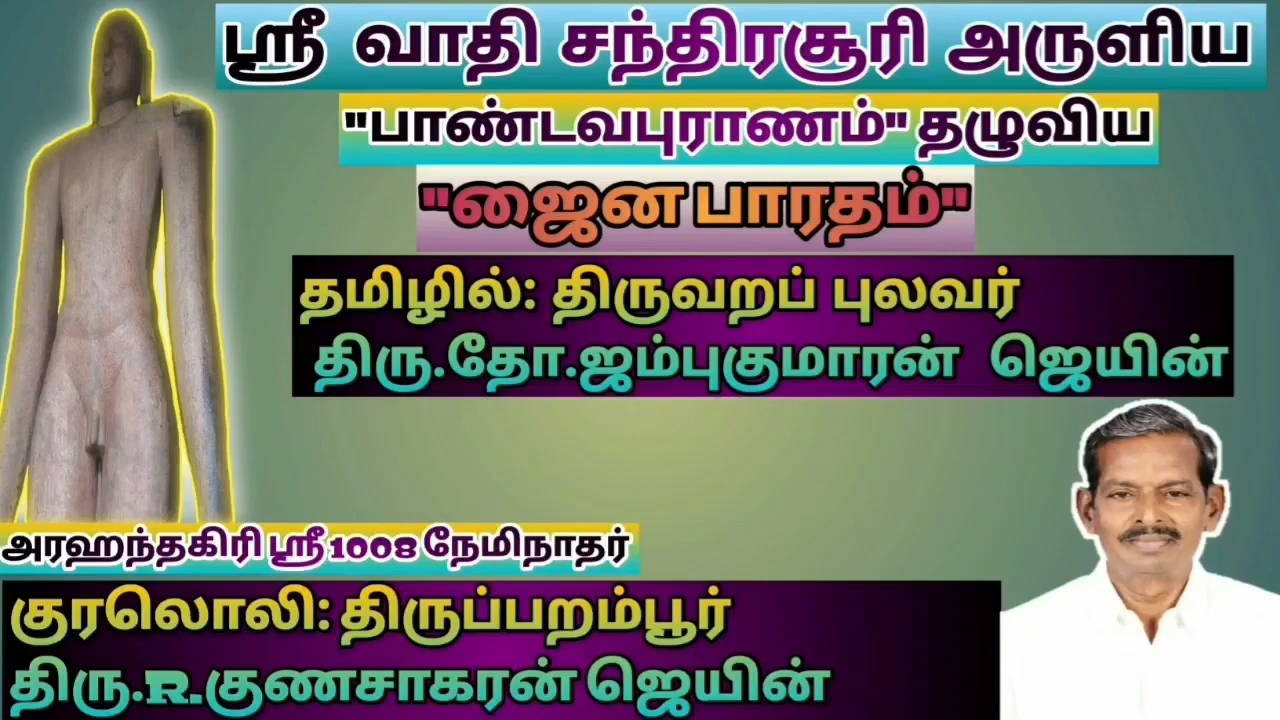 ஸ்ரீ வாதி சந்திரசூரி அருளிய
"பாண்டவபுராணம்" தழுவிய
"ஜைன பாரதம்"
தமிழில்: திருவறப் புலவர்
திரு.தோ.ஜம்புகுமாரன் ஜெயின்
அரஹந்தகிரி ஸ்ரீ 1008 நேமிநாதர்
குரலொலி: திருப்பறம்பூர்
திரு.R.குணசாகரன் ஜெயின்